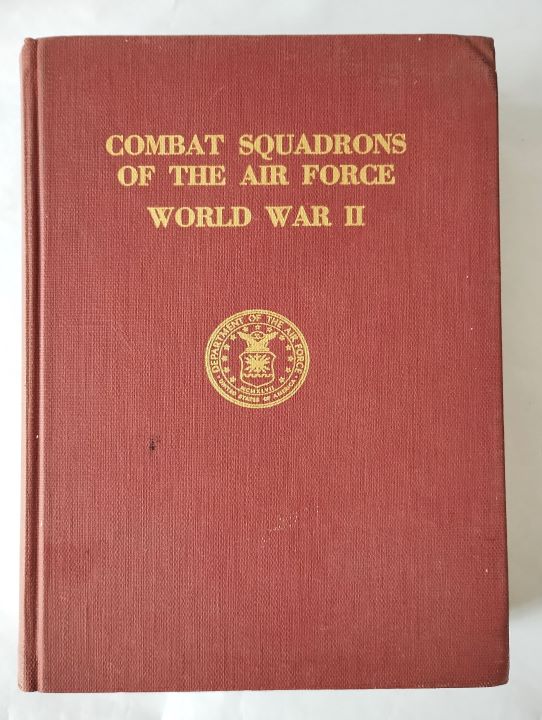 COMBAT SQUADRONS
OF THE AIR FORCE
WORLD WAR II
DEPARTMENT OF THE AIR FORCE
MCMXLVII
UNITED STATES OF AMERICA